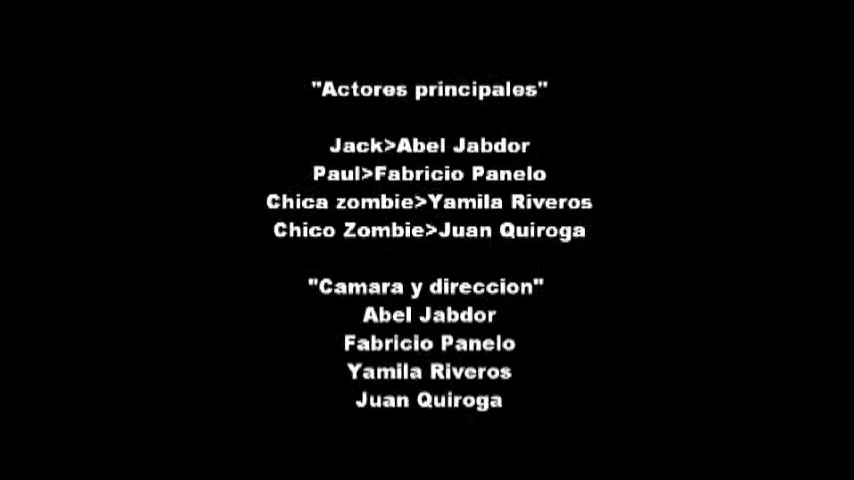 "Actores principales"
Jack>Abel Jabdor
Paul>Fabricio Panelo
Chica zombie>Yamila Riveros
Chico Zombie>Juan Quiroga
"Camara y direccion"
Abel Jabdor
Fabricio Panelo
Yamila Riveros
Juan Quiroga